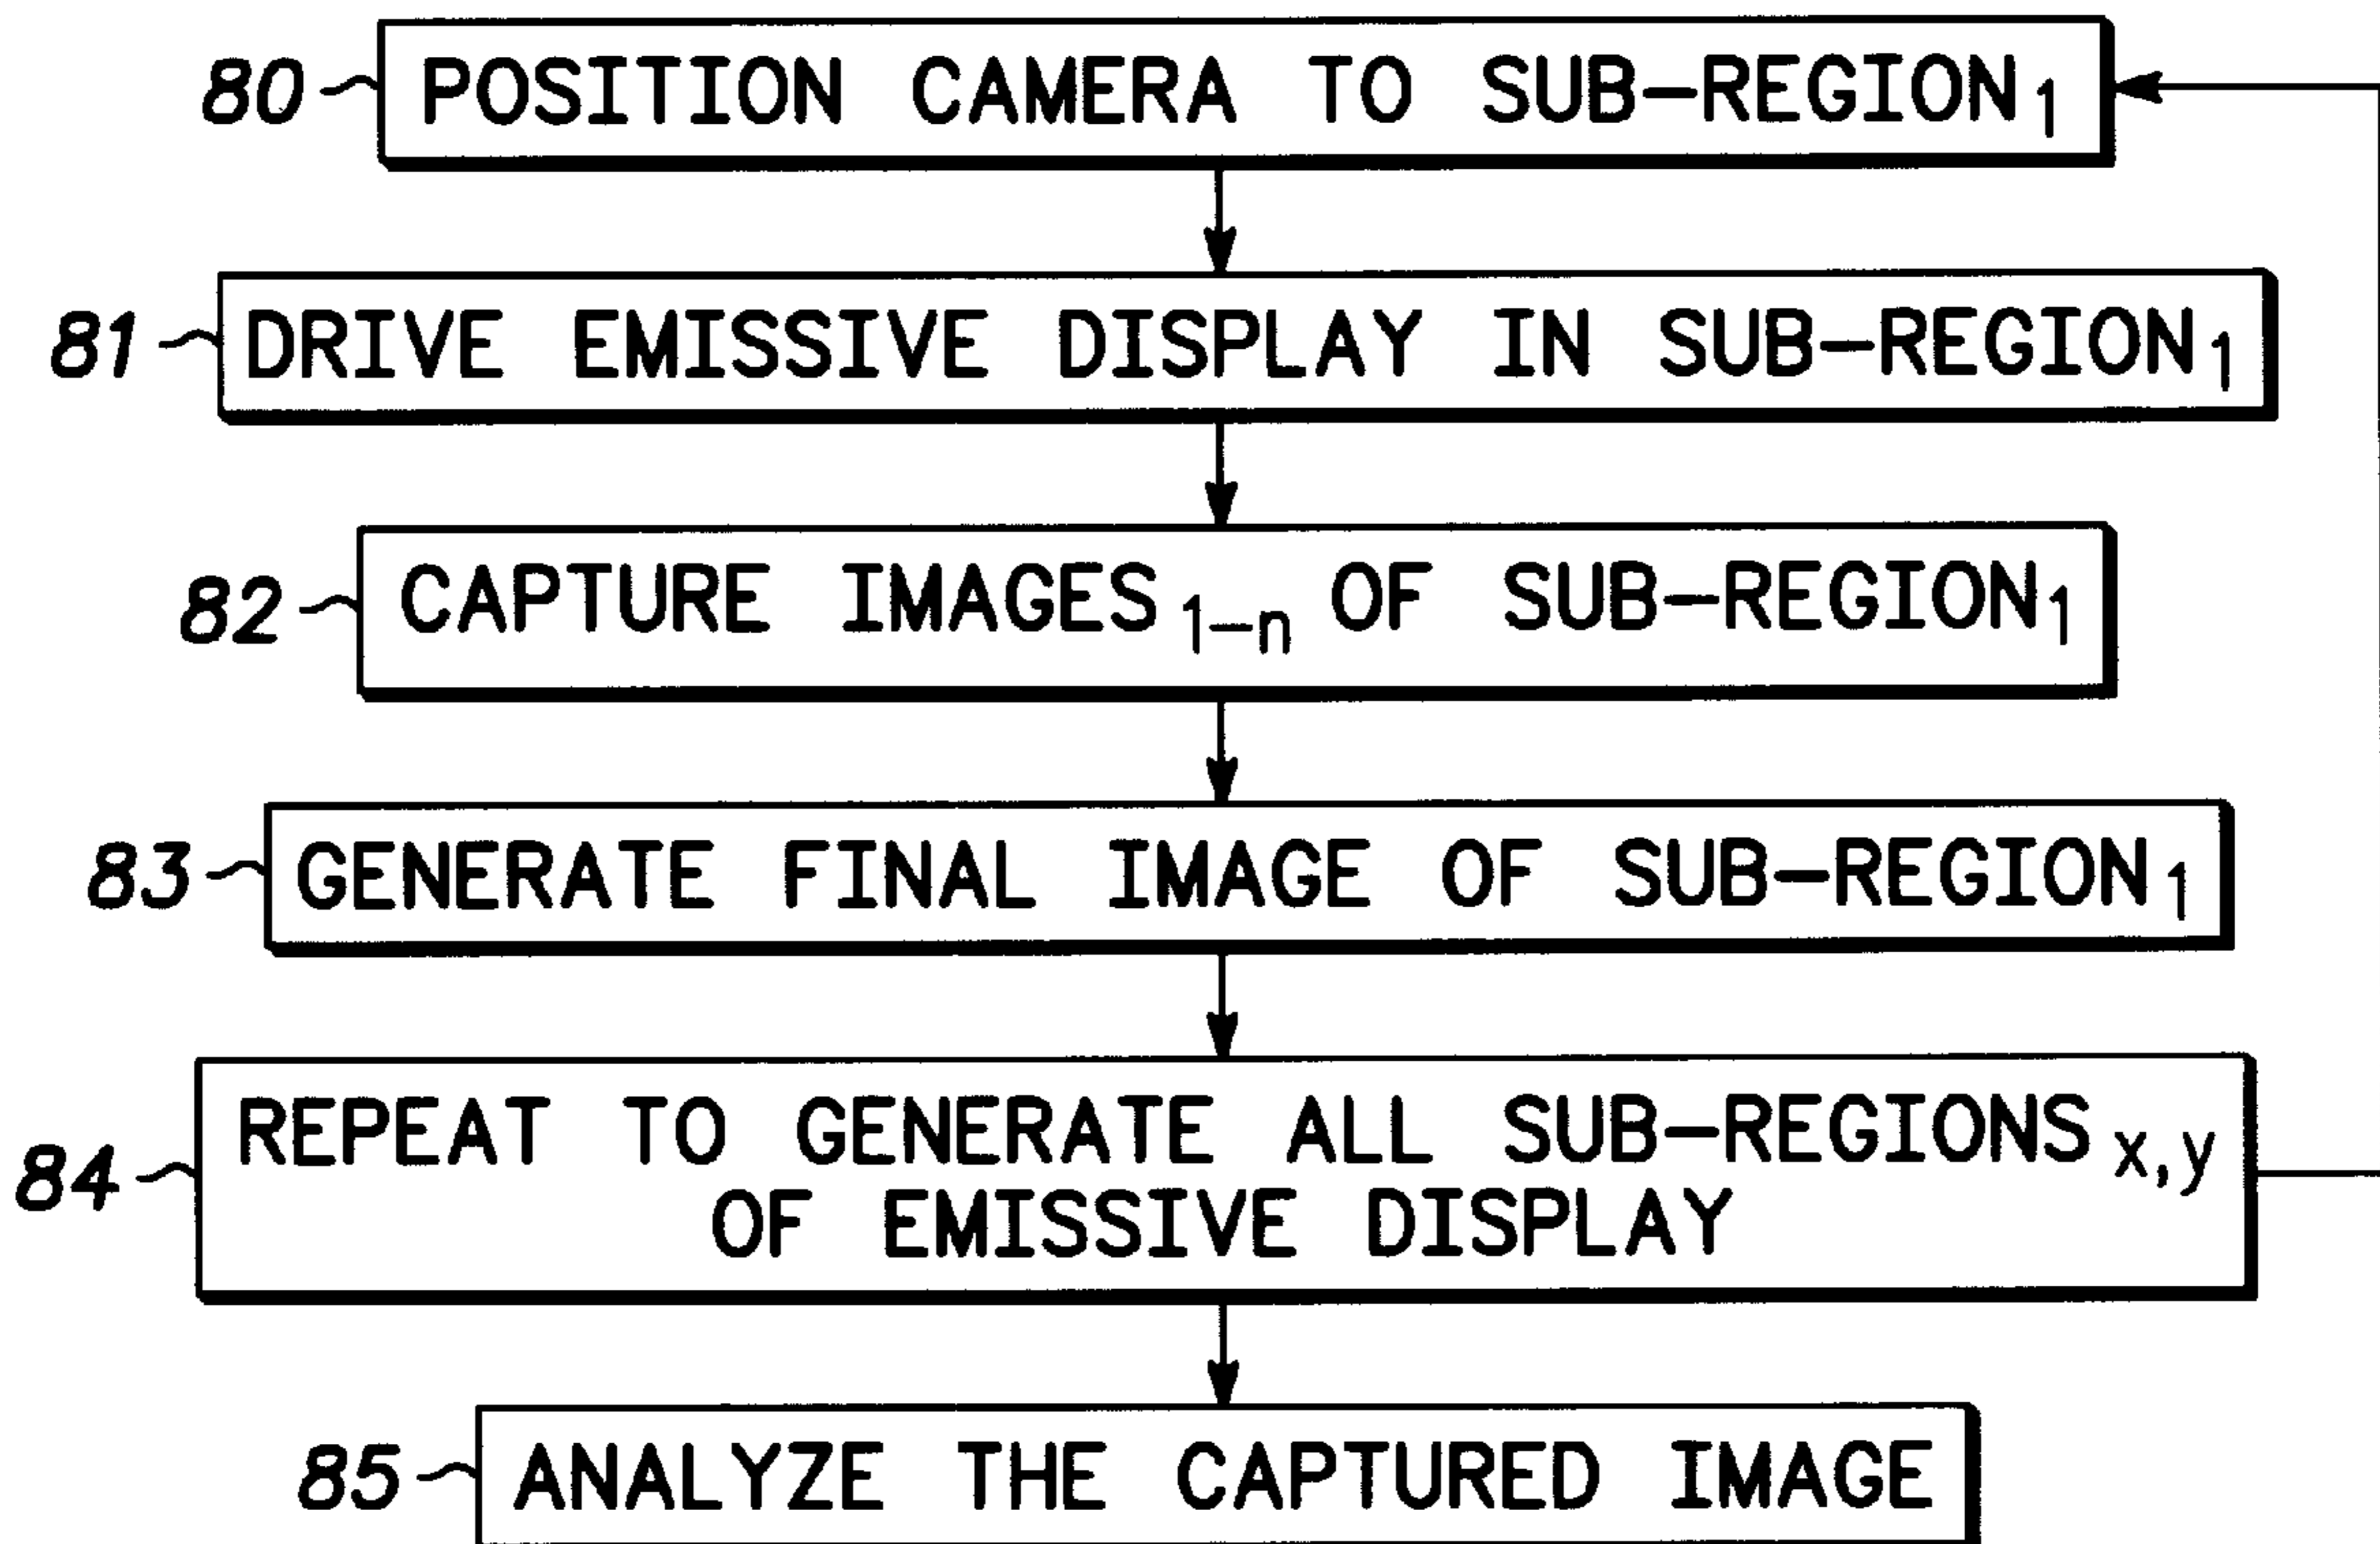 80 POSITION CAMERA TO SUB-REGION₁
81 DRIVE EMISSIVE DISPLAY IN SUB-REGION₁
82 CAPTURE IMAGES₁₋ₙ OF SUB-REGION₁
83 GENERATE FINAL IMAGE OF SUB-REGION₁
84 REPEAT TO GENERATE ALL SUB-REGIONS x,y
OF EMISSIVE DISPLAY
85 ANALYZE THE CAPTURED IMAGE